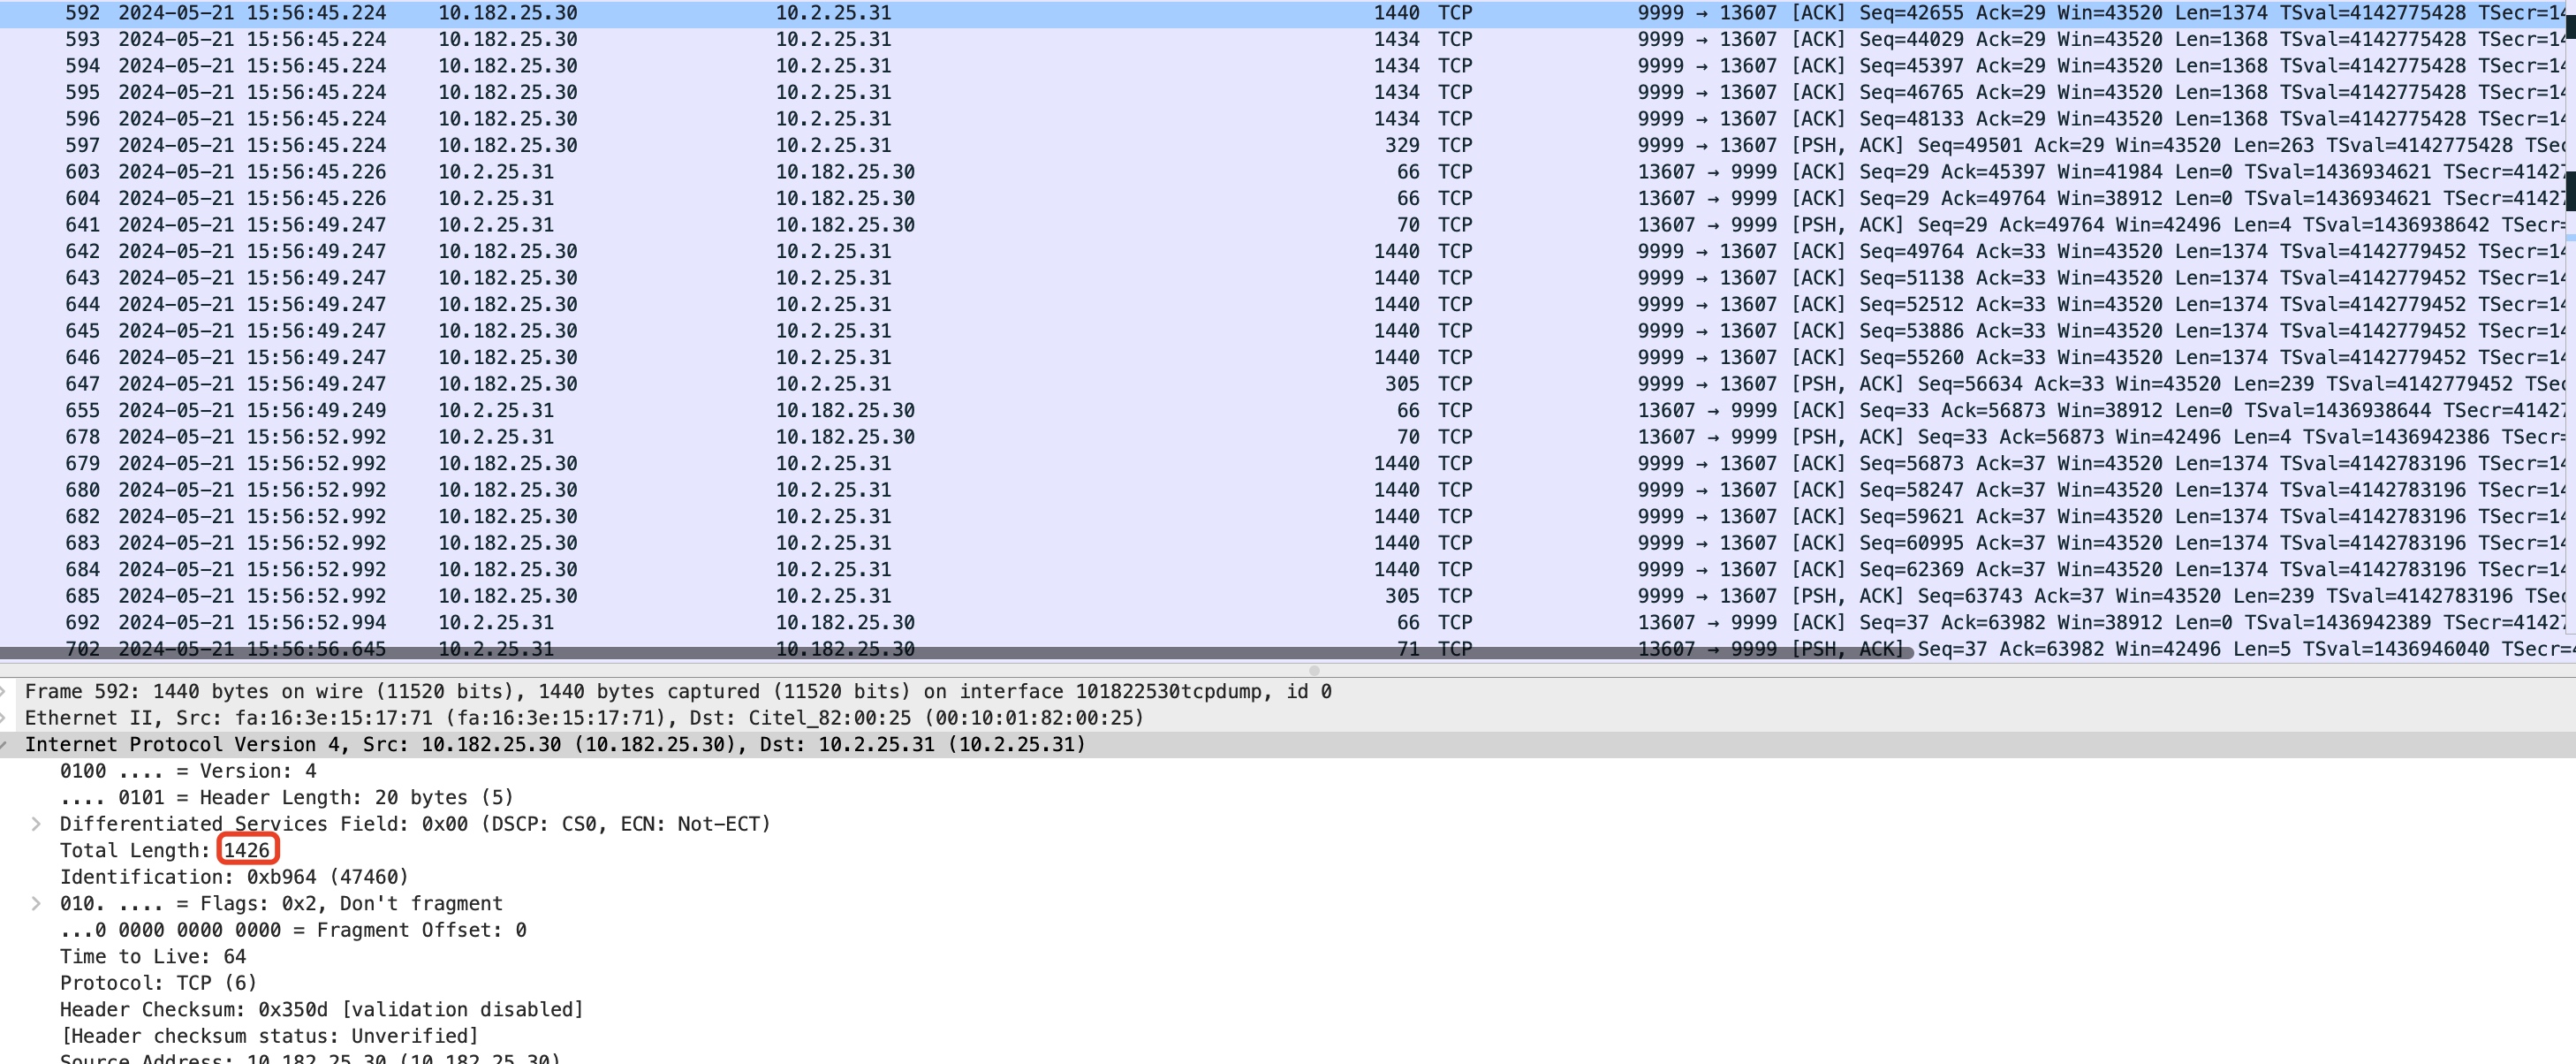 592 2024-05-21 15:56:45.224 10.182.25.30 10.2.25.31 1440 TCP 9999 → 13607 [ACK] Seq=42655 Ack=29 Win=43520 Len=1374 TSval=4142775428 TSecr=14
593 2024-05-21 15:56:45.224 10.182.25.30 10.2.25.31 1434 TCP 9999 → 13607 [ACK] Seq=44029 Ack=29 Win=43520 Len=1368 TSval=4142775428 TSecr=14
594 2024-05-21 15:56:45.224 10.182.25.30 10.2.25.31 1434 TCP 9999 → 13607 [ACK] Seq=45397 Ack=29 Win=43520 Len=1368 TSval=4142775428 TSecr=14
595 2024-05-21 15:56:45.224 10.182.25.30 10.2.25.31 1434 TCP 9999 → 13607 [ACK] Seq=46765 Ack=29 Win=43520 Len=1368 TSval=4142775428 TSecr=14
596 2024-05-21 15:56:45.224 10.182.25.30 10.2.25.31 1434 TCP 9999 → 13607 [ACK] Seq=48133 Ack=29 Win=43520 Len=1368 TSval=4142775428 TSecr=14
597 2024-05-21 15:56:45.224 10.182.25.30 10.2.25.31 329 TCP 9999 → 13607 [PSH, ACK] Seq=49501 Ack=29 Win=43520 Len=263 TSval=4142775428 TSec
603 2024-05-21 15:56:45.226 10.2.25.31 10.182.25.30 66 TCP 13607 → 9999 [ACK] Seq=29 Ack=45397 Win=41984 Len=0 TSval=1436934621 TSecr=41427
604 2024-05-21 15:56:45.226 10.2.25.31 10.182.25.30 66 TCP 13607 → 9999 [ACK] Seq=29 Ack=49764 Win=38912 Len=0 TSval=1436934621 TSecr=41427
641 2024-05-21 15:56:49.247 10.2.25.31 10.182.25.30 70 TCP 13607 → 9999 [PSH, ACK] Seq=29 Ack=49764 Win=42496 Len=4 TSval=1436938642 TSecr=
642 2024-05-21 15:56:49.247 10.182.25.30 10.2.25.31 1440 TCP 9999 → 13607 [ACK] Seq=49764 Ack=33 Win=43520 Len=1374 TSval=4142779452 TSecr=14
643 2024-05-21 15:56:49.247 10.182.25.30 10.2.25.31 1440 TCP 9999 → 13607 [ACK] Seq=51138 Ack=33 Win=43520 Len=1374 TSval=4142779452 TSecr=14
644 2024-05-21 15:56:49.247 10.182.25.30 10.2.25.31 1440 TCP 9999 → 13607 [ACK] Seq=52512 Ack=33 Win=43520 Len=1374 TSval=4142779452 TSecr=14
645 2024-05-21 15:56:49.247 10.182.25.30 10.2.25.31 1440 TCP 9999 → 13607 [ACK] Seq=53886 Ack=33 Win=43520 Len=1374 TSval=4142779452 TSecr=14
646 2024-05-21 15:56:49.247 10.182.25.30 10.2.25.31 1440 TCP 9999 → 13607 [ACK] Seq=55260 Ack=33 Win=43520 Len=1374 TSval=4142779452 TSecr=14
647 2024-05-21 15:56:49.247 10.182.25.30 10.2.25.31 305 TCP 9999 → 13607 [PSH, ACK] Seq=56634 Ack=33 Win=43520 Len=239 TSval=4142779452 TSec
655 2024-05-21 15:56:49.249 10.2.25.31 10.182.25.30 66 TCP 13607 → 9999 [ACK] Seq=33 Ack=56873 Win=38912 Len=0 TSval=1436938644 TSecr=41427
678 2024-05-21 15:56:52.992 10.2.25.31 10.182.25.30 70 TCP 13607 → 9999 [PSH, ACK] Seq=33 Ack=56873 Win=42496 Len=4 TSval=1436942386 TSecr=
679 2024-05-21 15:56:52.992 10.182.25.30 10.2.25.31 1440 TCP 9999 → 13607 [ACK] Seq=56873 Ack=37 Win=43520 Len=1374 TSval=4142783196 TSecr=14
680 2024-05-21 15:56:52.992 10.182.25.30 10.2.25.31 1440 TCP 9999 → 13607 [ACK] Seq=58247 Ack=37 Win=43520 Len=1374 TSval=4142783196 TSecr=14
682 2024-05-21 15:56:52.992 10.182.25.30 10.2.25.31 1440 TCP 9999 → 13607 [ACK] Seq=59621 Ack=37 Win=43520 Len=1374 TSval=4142783196 TSecr=14
683 2024-05-21 15:56:52.992 10.182.25.30 10.2.25.31 1440 TCP 9999 → 13607 [ACK] Seq=60995 Ack=37 Win=43520 Len=1374 TSval=4142783196 TSecr=14
684 2024-05-21 15:56:52.992 10.182.25.30 10.2.25.31 1440 TCP 9999 → 13607 [ACK] Seq=62369 Ack=37 Win=43520 Len=1374 TSval=4142783196 TSecr=14
685 2024-05-21 15:56:52.992 10.182.25.30 10.2.25.31 305 TCP 9999 → 13607 [PSH, ACK] Seq=63743 Ack=37 Win=43520 Len=239 TSval=4142783196 TSec
692 2024-05-21 15:56:52.994 10.2.25.31 10.182.25.30 66 TCP 13607 → 9999 [ACK] Seq=37 Ack=63982 Win=38912 Len=0 TSval=1436942389 TSecr=41427
702 2024-05-21 15:56:56.645 10.2.25.31 10.182.25.30 71 TCP 13607 → 9999 [PSH, ACK] Seq=37 Ack=63982 Win=42496 Len=5 TSval=1436946040 TSecr=4
Frame 592: 1440 bytes on wire (11520 bits), 1440 bytes captured (11520 bits) on interface 101822530tcpdump, id 0
Ethernet II, Src: fa:16:3e:15:17:71 (fa:16:3e:15:17:71), Dst: Citel_82:00:25 (00:10:01:82:00:25)
Internet Protocol Version 4, Src: 10.182.25.30 (10.182.25.30), Dst: 10.2.25.31 (10.2.25.31)
0100 .... = Version: 4
.... 0101 = Header Length: 20 bytes (5)
Differentiated Services Field: 0x00 (DSCP: CS0, ECN: Not-ECT)
Total Length: 1426
Identification: 0xb964 (47460)
010. .... = Flags: 0x2, Don't fragment
...0 0000 0000 0000 = Fragment Offset: 0
Time to Live: 64
Protocol: TCP (6)
Header Checksum: 0x350d [validation disabled]
[Header checksum status: Unverified]
Source Address: 10.182.25.30 (10.182.25.30)